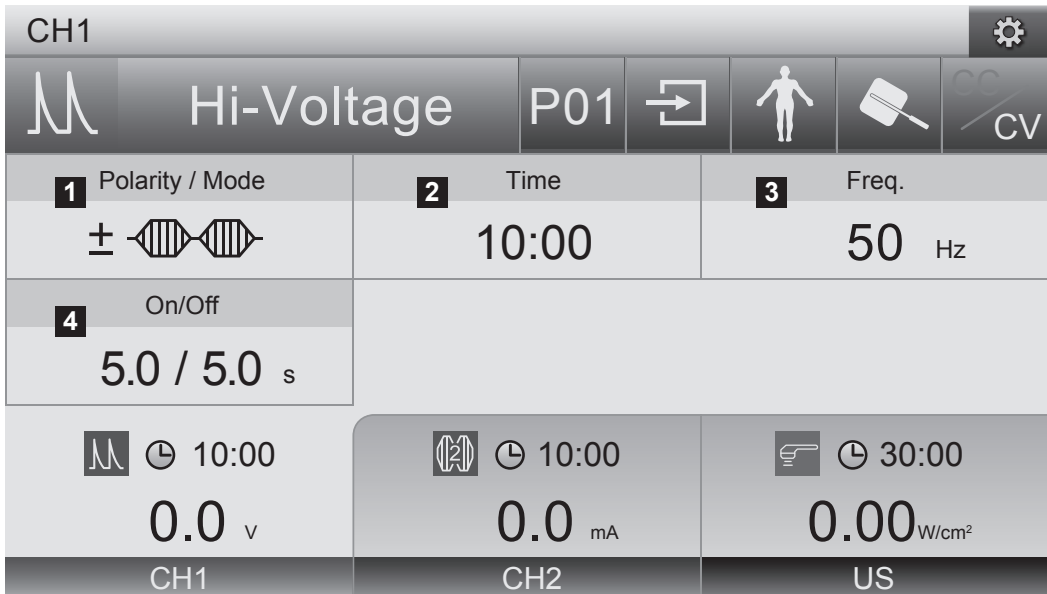 CH1
Hi-Voltage P01 CC/CV
1 Polarity / Mode 2 Time 3 Freq.
± 10:00 50 Hz
4 On/Off
5.0 / 5.0 s
10:00 2 10:00 30:00
0.0 V 0.0 mA 0.00 W/cm²
CH1 CH2 US